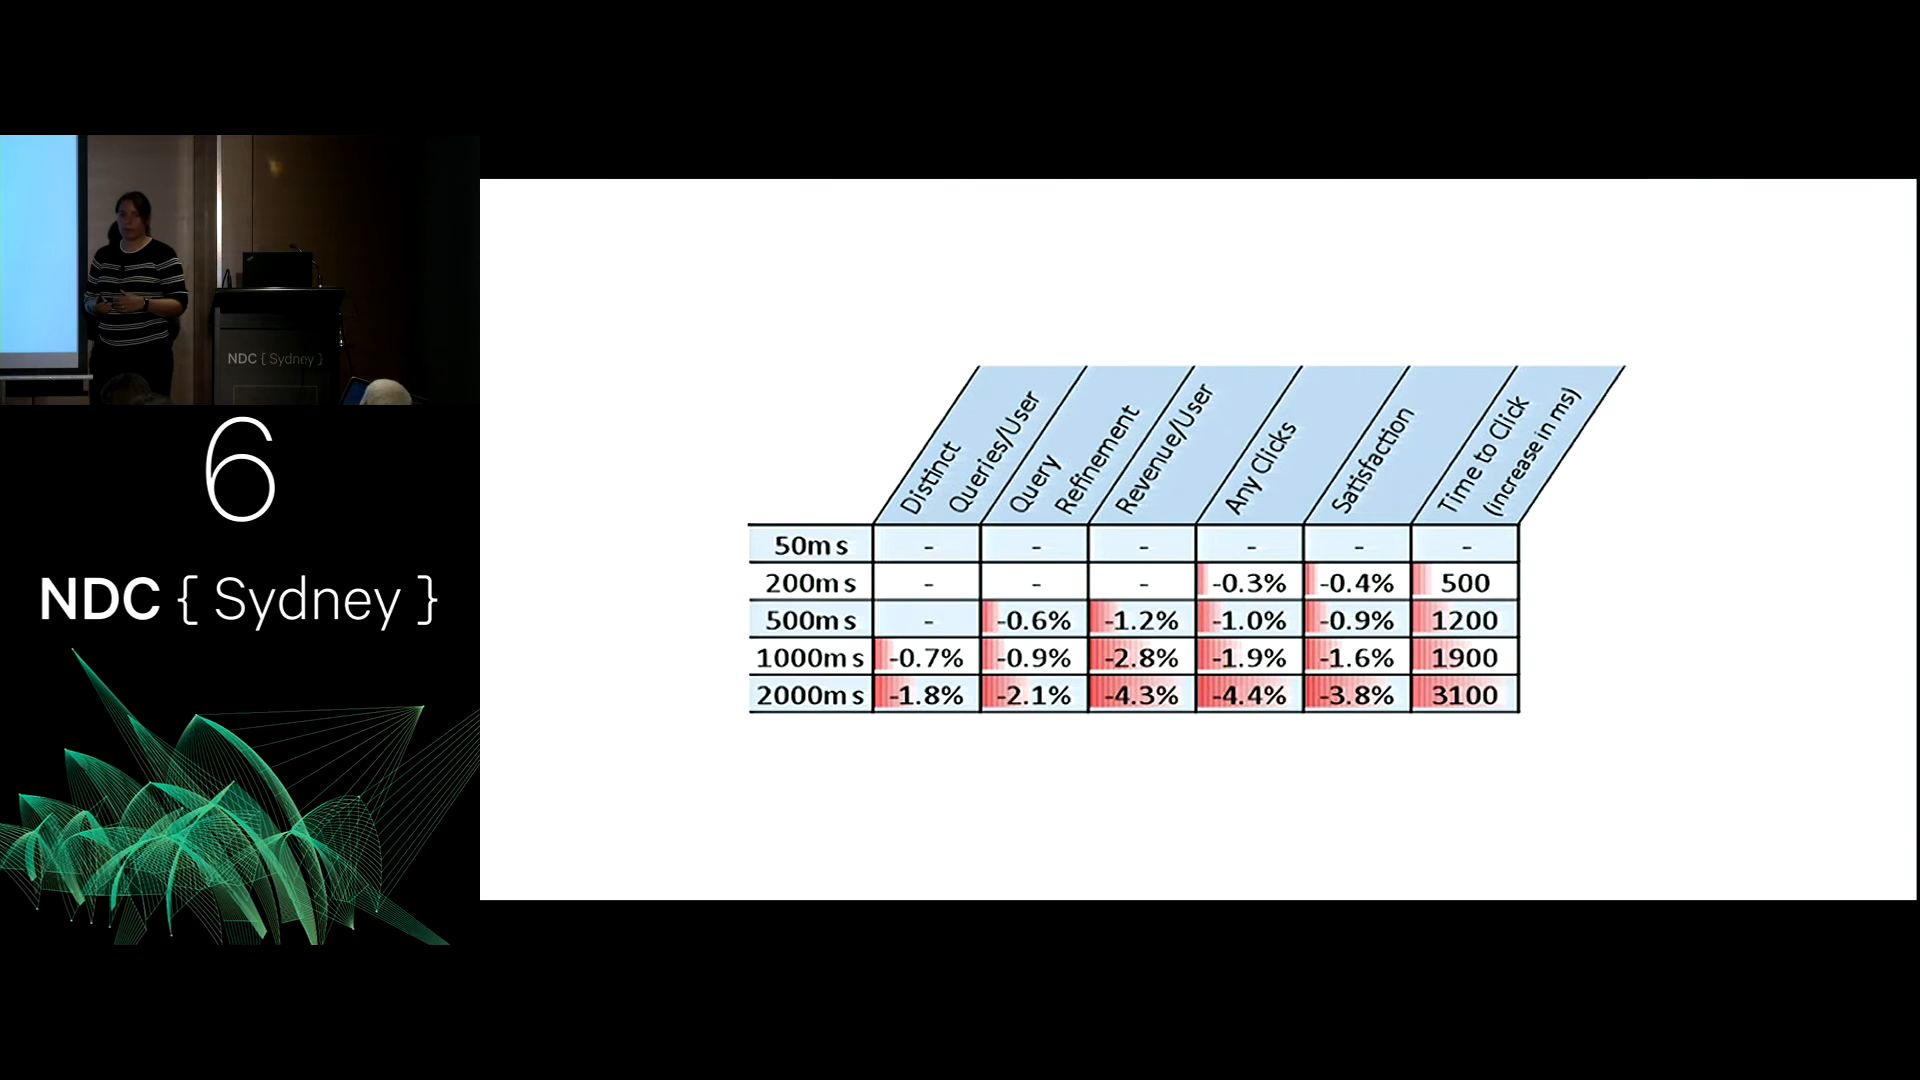 NDC { Sydney }
6
NDC { Sydney }
Distinct
Queries/User
Query
Refinement
Revenue/User
Any Clicks
Satisfaction
Time to Click
(increase in ms)
50ms - - - - - -
200ms - - - -0.3% -0.4% 500
500ms - -0.6% -1.2% -1.0% -0.9% 1200
1000ms -0.7% -0.9% -2.8% -1.9% -1.6% 1900
2000ms -1.8% -2.1% -4.3% -4.4% -3.8% 3100